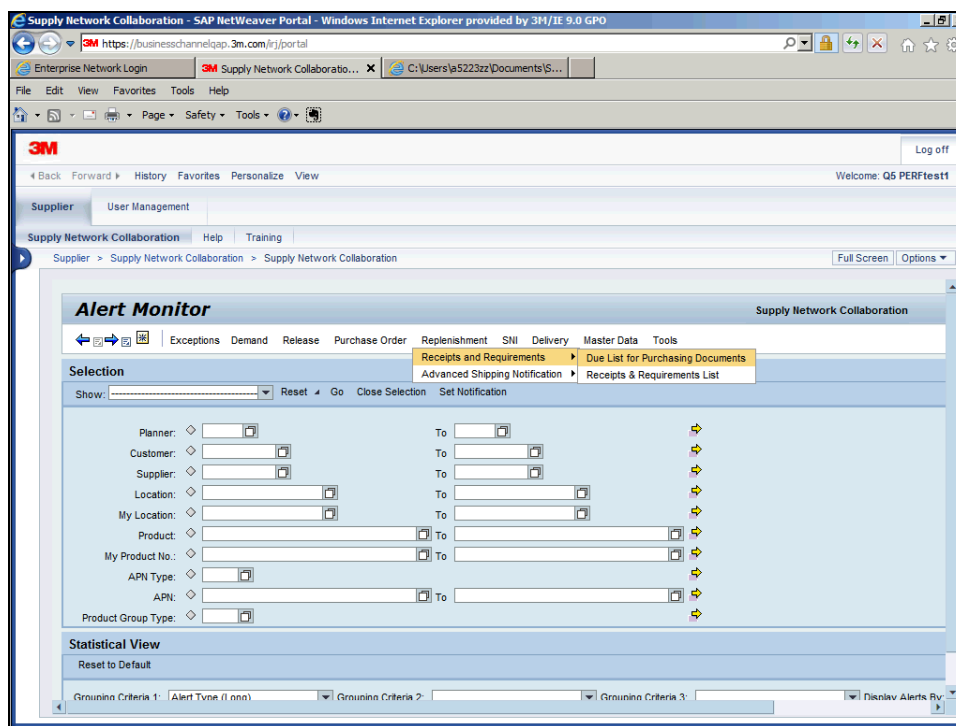 Supply Network Collaboration - SAP NetWeaver Portal - Windows Internet Explorer provided by 3M/IE 9.0 GPO
3M https://businesschannelqap.3m.com/irj/portal
Enterprise Network Login 3M Supply Network Collaboratio... X C:\Users\a5223zz\Documents\S...
File Edit View Favorites Tools Help
Page Safety Tools
3M
Log off
Back Forward History Favorites Personalize View Welcome: Q5 PERFtest1
Supplier User Management
Supply Network Collaboration Help Training
Supplier > Supply Network Collaboration > Supply Network Collaboration Full Screen Options
Alert Monitor Supply Network Collaboration
Exceptions Demand Release Purchase Order Replenishment SNI Delivery Master Data Tools
Receipts and Requirements Due List for Purchasing Documents
Selection Advanced Shipping Notification Receipts & Requirements List
Show: Reset Go Close Selection Set Notification
Planner: To
Customer: To
Supplier: To
Location: To
My Location: To
Product: To
My Product No.: To
APN Type:
APN: To
Product Group Type:
Statistical View
Reset to Default
Grouping Criteria 1: Alert Type (Long) Grouping Criteria 2: Grouping Criteria 3: Display Alerts By: